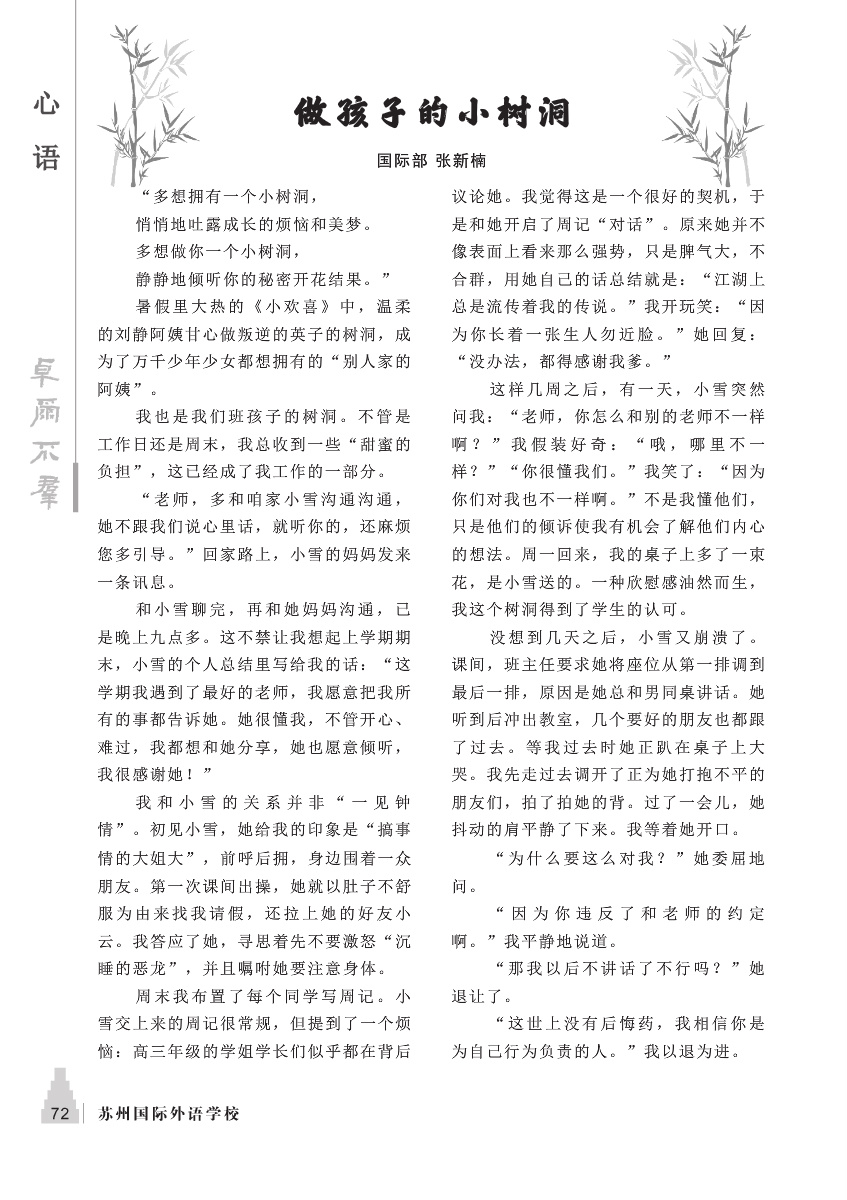 心
语
卓
尔
不
群
做孩子的小树洞
国际部 张新楠
“多想拥有一个小树洞，
悄悄地吐露成长的烦恼和美梦。
多想做你一个小树洞，
静静地倾听你的秘密开花结果。”
暑假里大热的《小欢喜》中，温柔
的刘静阿姨甘心做叛逆的英子的树洞，成
为了万千少年少女都想拥有的“别人家的
阿姨”。
我也是我们班孩子的树洞。不管是
工作日还是周末，我总收到一些“甜蜜的
负担”，这已经成了我工作的一部分。
“老师，多和咱家小雪沟通沟通，
她不跟我们说心里话，就听你的，还麻烦
您多引导。”回家路上，小雪的妈妈发来
一条讯息。
和小雪聊完，再和她妈妈沟通，已
是晚上九点多。这不禁让我想起上学期期
末，小雪的个人总结里写给我的话：“这
学期我遇到了最好的老师，我愿意把我所
有的事都告诉她。她很懂我，不管开心、
难过，我都想和她分享，她也愿意倾听，
我很感谢她！”
我和小雪的关系并非“一见钟
情”。初见小雪，她给我的印象是“搞事
情的大姐大”，前呼后拥，身边围着一众
朋友。第一次课间出操，她就以肚子不舒
服为由来找我请假，还拉上她的好友小
云。我答应了她，寻思着先不要激怒“沉
睡的恶龙”，并且嘱咐她要注意身体。
周末我布置了每个同学写周记。小
雪交上来的周记很常规，但提到了一个烦
恼：高三年级的学姐学长们似乎都在背后
议论她。我觉得这是一个很好的契机，于
是和她开启了周记“对话”。原来她并不
像表面上看来那么强势，只是脾气大，不
合群，用她自己的话总结就是：“江湖上
总是流传着我的传说。”我开玩笑：“因
为你长着一张生人勿近脸。”她回复：
“没办法，都得感谢我爹。”
这样几周之后，有一天，小雪突然
问我：“老师，你怎么和别的老师不一样
啊？”我假装好奇：“哦，哪里不一
样？”“你很懂我们。”我笑了：“因为
你们对我也不一样啊。”不是我懂他们，
只是他们的倾诉使我有机会了解他们内心
的想法。周一回来，我的桌子上多了一束
花，是小雪送的。一种欣慰感油然而生，
我这个树洞得到了学生的认可。
没想到几天之后，小雪又崩溃了。
课间，班主任要求她将座位从第一排调到
最后一排，原因是她总和男同桌讲话。她
听到后冲出教室，几个要好的朋友也都跟
了过去。等我过去时她正趴在桌子上大
哭。我先走过去调开了正为她打抱不平的
朋友们，拍了拍她的背。过了一会儿，她
抖动的肩平静了下来。我等着她开口。
“为什么要这么对我？”她委屈地
问。
“因为你违反了和老师的约定
啊。”我平静地说道。
“那我以后不讲话了不行吗？”她
退让了。
“这世上没有后悔药，我相信你是
为自己行为负责的人。”我以退为进。
72 苏州国际外语学校